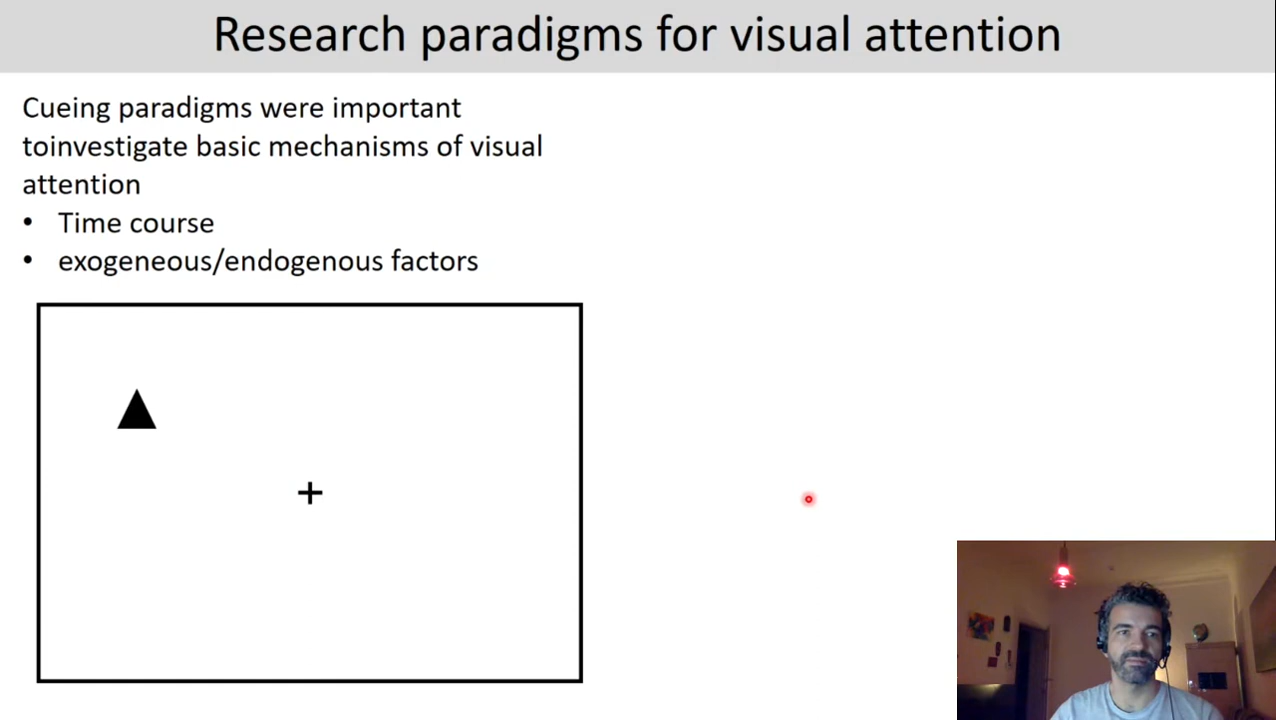 Research paradigms for visual attention
Cueing paradigms were important
toinvestigate basic mechanisms of visual
attention
• Time course
• exogeneous/endogenous factors
+